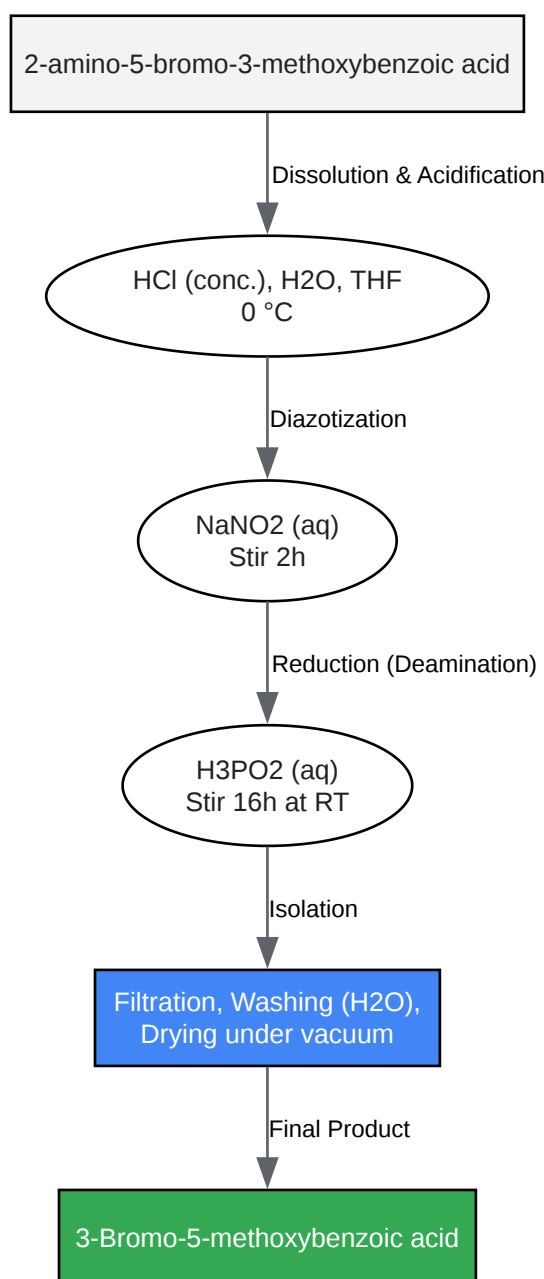 2-amino-5-bromo-3-methoxybenzoic acid
Dissolution & Acidification
HCl (conc.), H2O, THF
0 °C
Diazotization
NaNO2 (aq)
Stir 2h
Reduction (Deamination)
H3PO2 (aq)
Stir 16h at RT
Isolation
Filtration, Washing (H2O),
Drying under vacuum
Final Product
3-Bromo-5-methoxybenzoic acid